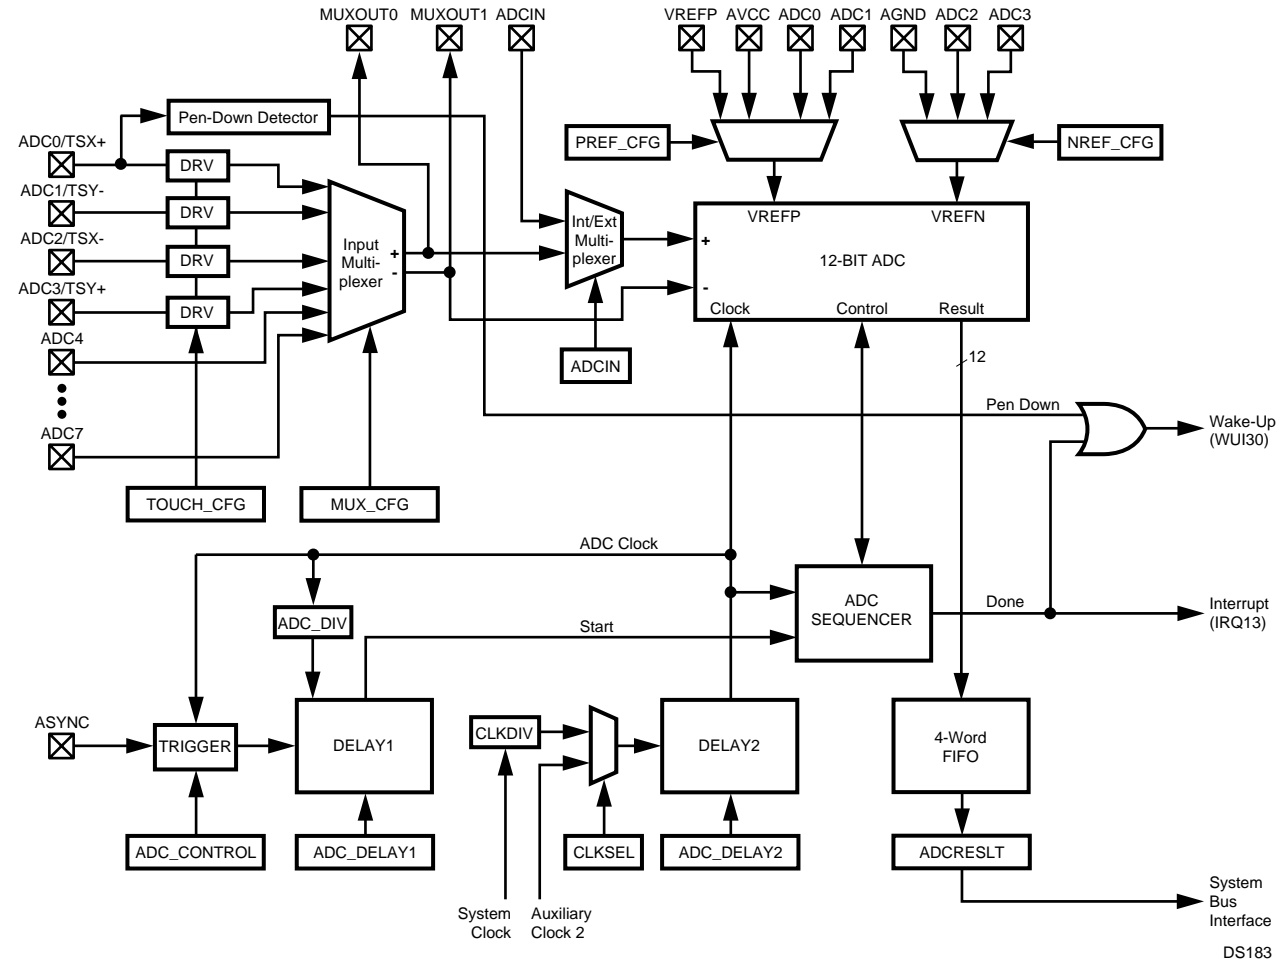 MUXOUT0 MUXOUT1 ADCIN VREFP AVCC ADC0 ADC1 AGND ADC2 ADC3
Pen-Down Detector
ADC0/TSX+
PREF_CFG
NREF_CFG
DRV
ADC1/TSY-
DRV
ADC2/TSX-
DRV
ADC3/TSY+
DRV
ADC4
ADC7
Input
Multi-
plexer
+
-
Int/Ext
Multi-
plexer
ADCIN
VREFP
VREFN
+
12-BIT ADC
-
Clock
Control
Result
12
Pen Down
Wake-Up
(WUI30)
TOUCH_CFG
MUX_CFG
ADC Clock
ADC_DIV
Start
ADC
SEQUENCER
Done
Interrupt
(IRQ13)
ASYNC
TRIGGER
DELAY1
CLKDIV
DELAY2
4-Word
FIFO
ADC_CONTROL
ADC_DELAY1
CLKSEL
ADC_DELAY2
ADCRESLT
System
Clock
Auxiliary
Clock 2
System
Bus
Interface
DS183